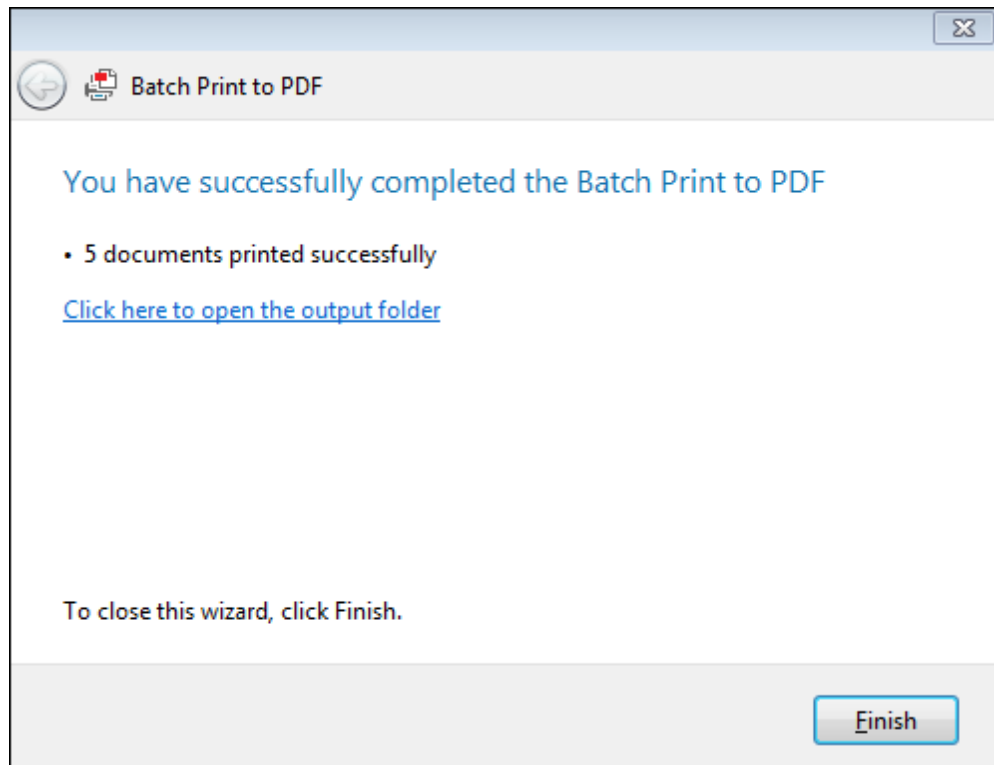 Batch Print to PDF
You have successfully completed the Batch Print to PDF
• 5 documents printed successfully
Click here to open the output folder
To close this wizard, click Finish.
Finish